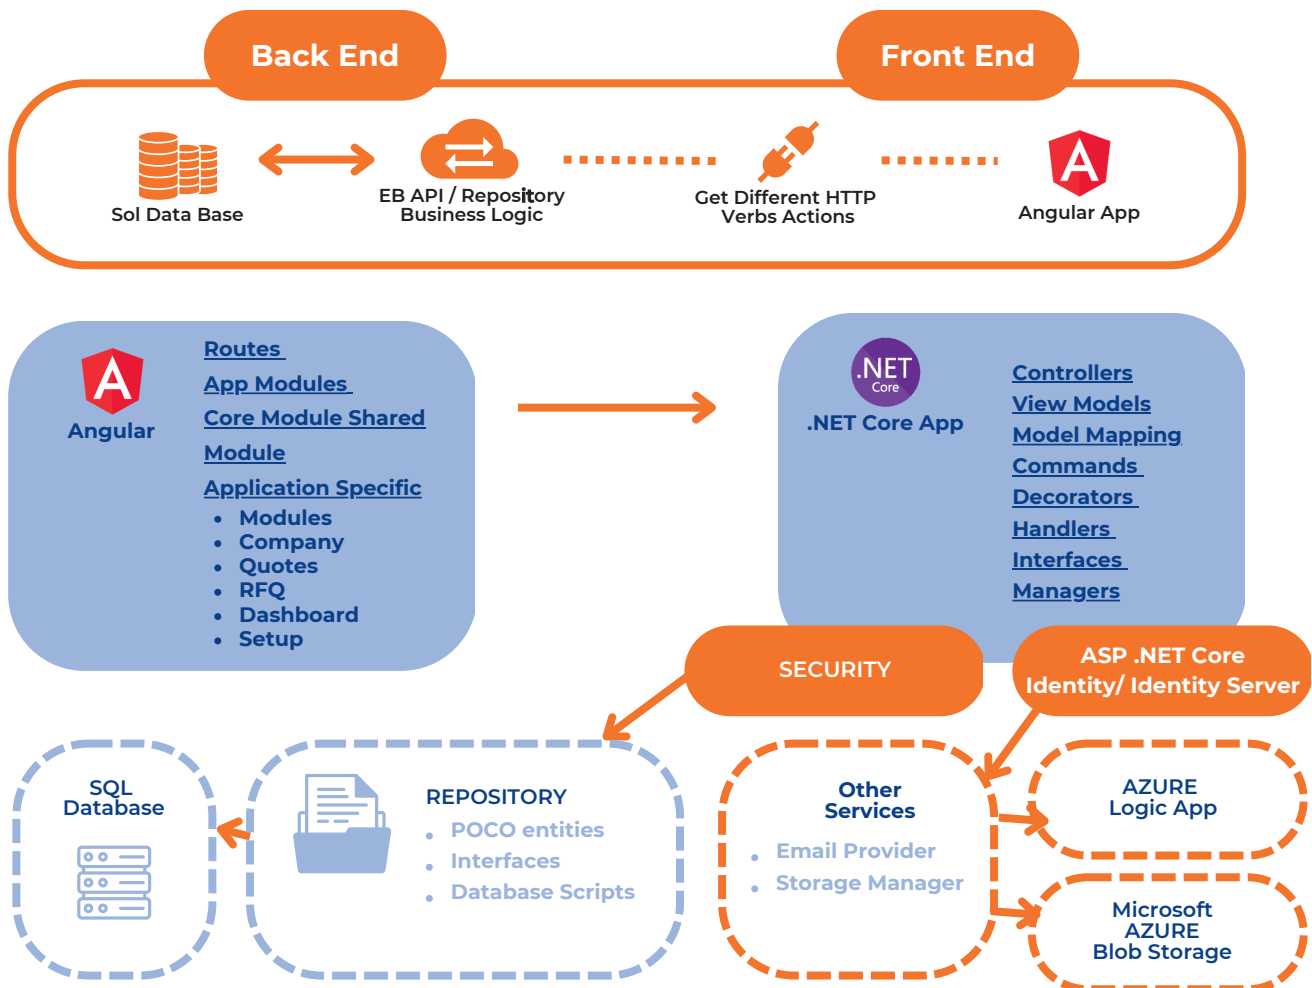 Back End
Front End
Sol Data Base
EB API / Repository
Business Logic
Get Different HTTP
Verbs Actions
Angular App
Angular
Routes
App Modules
Core Module Shared
Module
Application Specific
• Modules
• Company
• Quotes
• RFQ
• Dashboard
• Setup
.NET
Core
.NET Core App
Controllers
View Models
Model Mapping
Commands
Decorators
Handlers
Interfaces
Managers
SECURITY
ASP .NET Core
Identity/ Identity Server
SQL
Database
REPOSITORY
• POCO entities
• Interfaces
• Database Scripts
Other
Services
• Email Provider
• Storage Manager
AZURE
Logic App
Microsoft
AZURE
Blob Storage